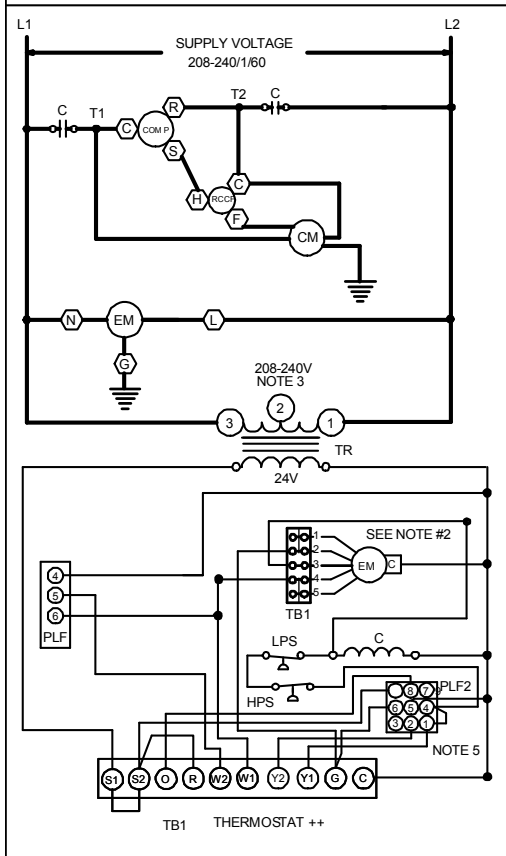 L1 L2
SUPPLY VOLTAGE
208-240/1/60
C T1 C COMP R T2 C
S
H RCCF C
F
CM
N EM L
G
208-240V
NOTE 3
3 2 1
TR
24V
SEE NOTE #2
4
5
6
PLF
1
2
3
4
5
EM C
TB1
LPS C
HPS
PLF2
8 7 9
6 5 4
3 2 1
NOTE 5
S1 S2 O R W2 W1 Y2 Y1 G C
TB1 THERMOSTAT ++